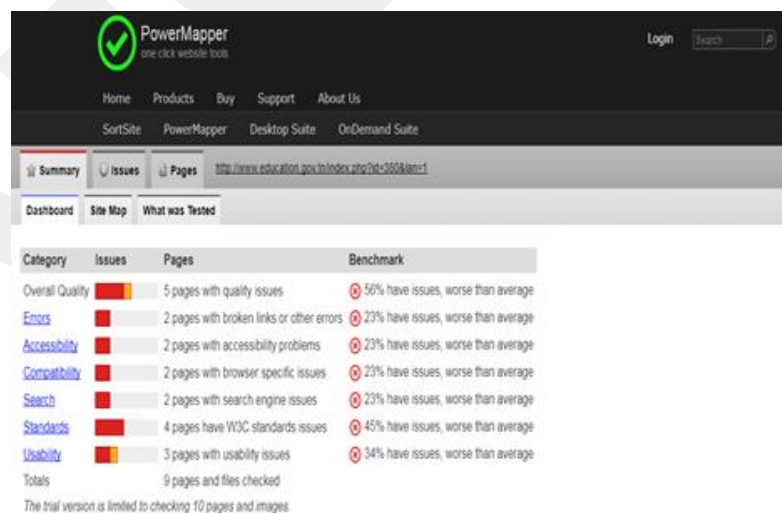 PowerMapper
one click website tools
Login Search
Home Products Buy Support About Us
SortSite PowerMapper Desktop Suite OnDemand Suite
Summary Issues Pages http://www.education.gov.tn/index.php?id=360&lan=1
Dashboard Site Map What was Tested
Category Issues Pages Benchmark
Overall Quality 5 pages with quality issues 56% have issues, worse than average
Errors 2 pages with broken links or other errors 23% have issues, worse than average
Accessibility 2 pages with accessibility problems 23% have issues, worse than average
Compatibility 2 pages with browser specific issues 23% have issues, worse than average
Search 2 pages with search engine issues 23% have issues, worse than average
Standards 4 pages have W3C standards issues 45% have issues, worse than average
Usability 3 pages with usability issues 34% have issues, worse than average
Totals 9 pages and files checked
The trial version is limited to checking 10 pages and images.